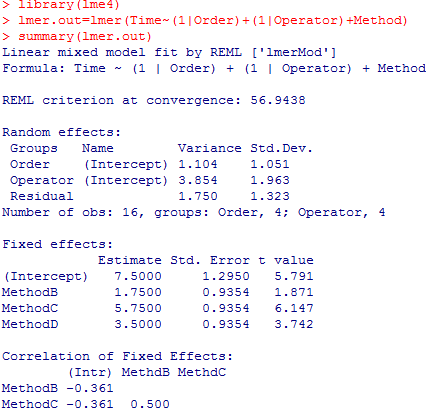 > library(lme4)
> lmer.out=lmer(Time~(1|Order)+(1|Operator)+Method)
> summary(lmer.out)
Linear mixed model fit by REML ['lmerMod']
Formula: Time ~ (1 | Order) + (1 | Operator) + Method
REML criterion at convergence: 56.9438
Random effects:
Groups Name Variance Std.Dev.
Order (Intercept) 1.104 1.051
Operator (Intercept) 3.854 1.963
Residual 1.750 1.323
Number of obs: 16, groups: Order, 4; Operator, 4
Fixed effects:
Estimate Std. Error t value
(Intercept) 7.5000 1.2950 5.791
MethodB 1.7500 0.9354 1.871
MethodC 5.7500 0.9354 6.147
MethodD 3.5000 0.9354 3.742
Correlation of Fixed Effects:
(Intr) MethdB MethdC
MethodB -0.361
MethodC -0.361 0.500